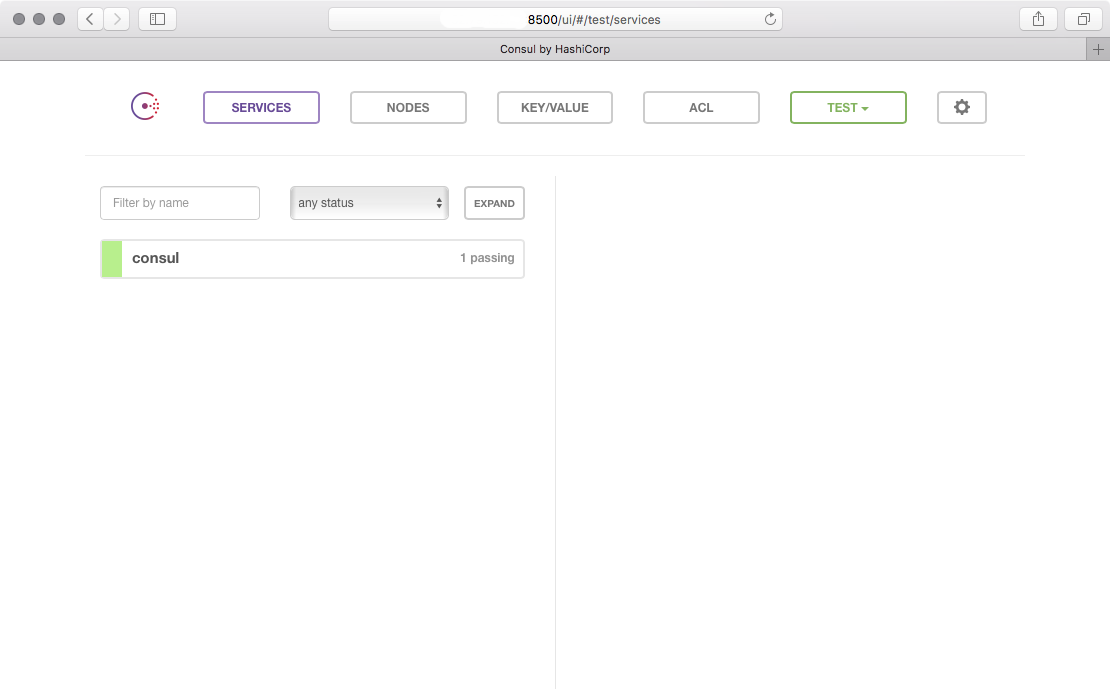 8500/ui/#/test/services
Consul by HashiCorp
SERVICES NODES KEY/VALUE ACL TEST
Filter by name any status EXPAND
consul 1 passing